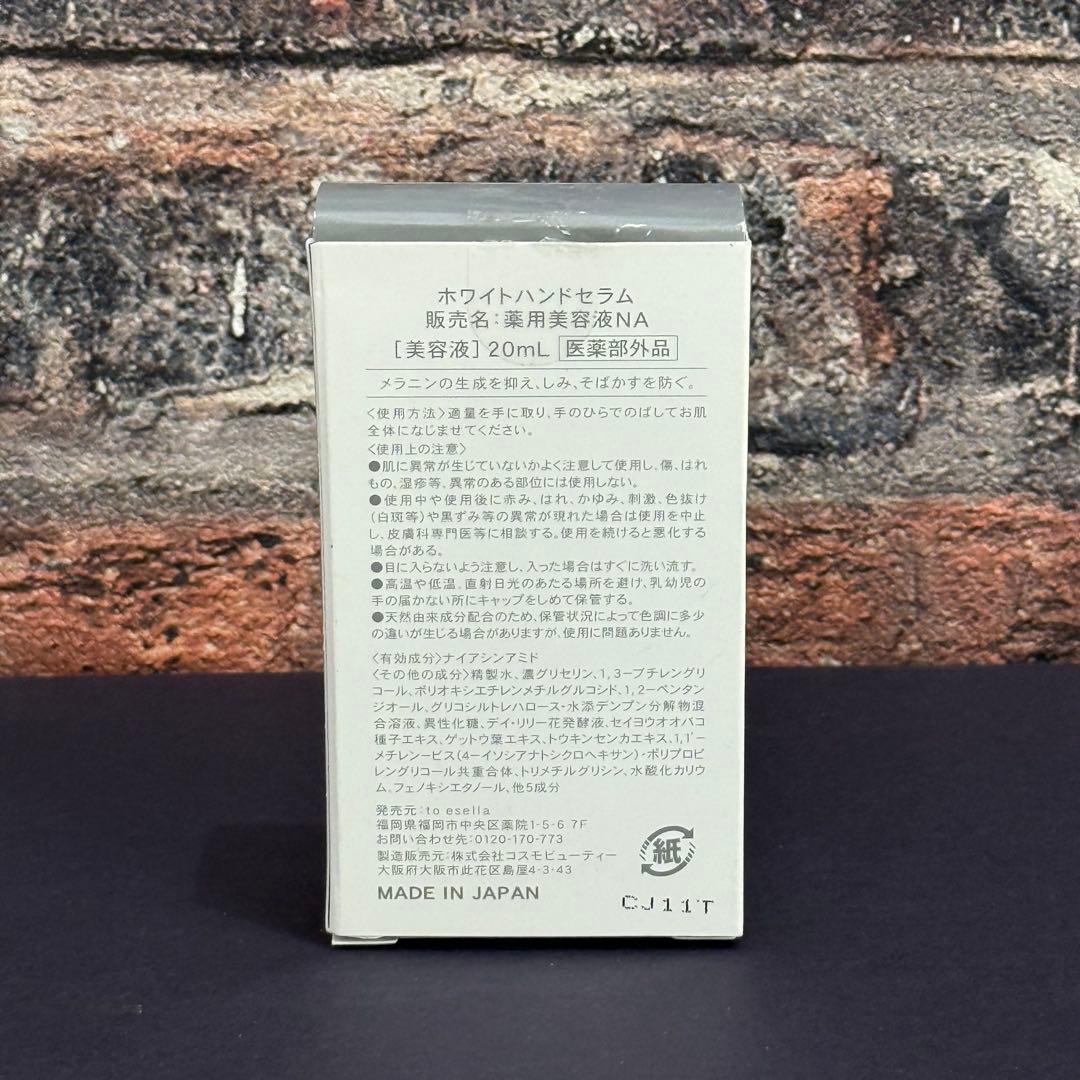 ホワイトハンドセラム
販売名:薬用美容液NA
[美容液]20mL 医薬部外品
メラニンの生成を抑え、しみ、そばかすを防ぐ。
〈使用方法〉適量を手に取り、手のひらでのばしてお肌
全体になじませてください。
〈使用上の注意〉
●肌に異常が生じていないかよく注意して使用し、傷、はれ
もの、湿疹等、異常のある部位には使用しない。
●使用中や使用後に赤み、はれ、かゆみ、刺激、色抜け
(白斑等)や黒ずみ等の異常が現れた場合は使用を中止
し、皮膚科専門医等に相談する。使用を続けると悪化する
場合がある。
●目に入らないよう注意し、入った場合はすぐに洗い流す。
●高温や低温。直射日光のあたる場所を避け、乳幼児の
手の届かない所にキャップをしめて保管する。
●天然由来成分配合のため、保管状況によって色調に多少
の違いが生じる場合がありますが、使用に問題ありません。
〈有効成分〉ナイアシンアミド
〈その他の成分〉精製水、濃グリセリン、1,3-ブチレングリ
コール、ポリオキシエチレンメチルグルコシド、1,2-ペンタン
ジオール、グリコシルトレハロース・水添デンプン分解物混
合溶液、異性化糖、デイ・リリー花発酵液、セイヨウオオバコ
種子エキス、ゲットウ葉エキス、トウキンセンカエキス、1,1'-
メチレン-ビス(4-イソシアナトシクロヘキサン)・ポリプロピ
レングリコール共重合体、トリメチルグリシン、水酸化カリウ
ム。フェノキシエタノール、他5成分
発売元:to esella
福岡県福岡市中央区薬院1-5-6 7F
お問い合わせ先:0120-170-773
製造販売元:株式会社コスモビューティー
大阪府大阪市此花区島屋4-3-43
紙
MADE IN JAPAN
CJ11T